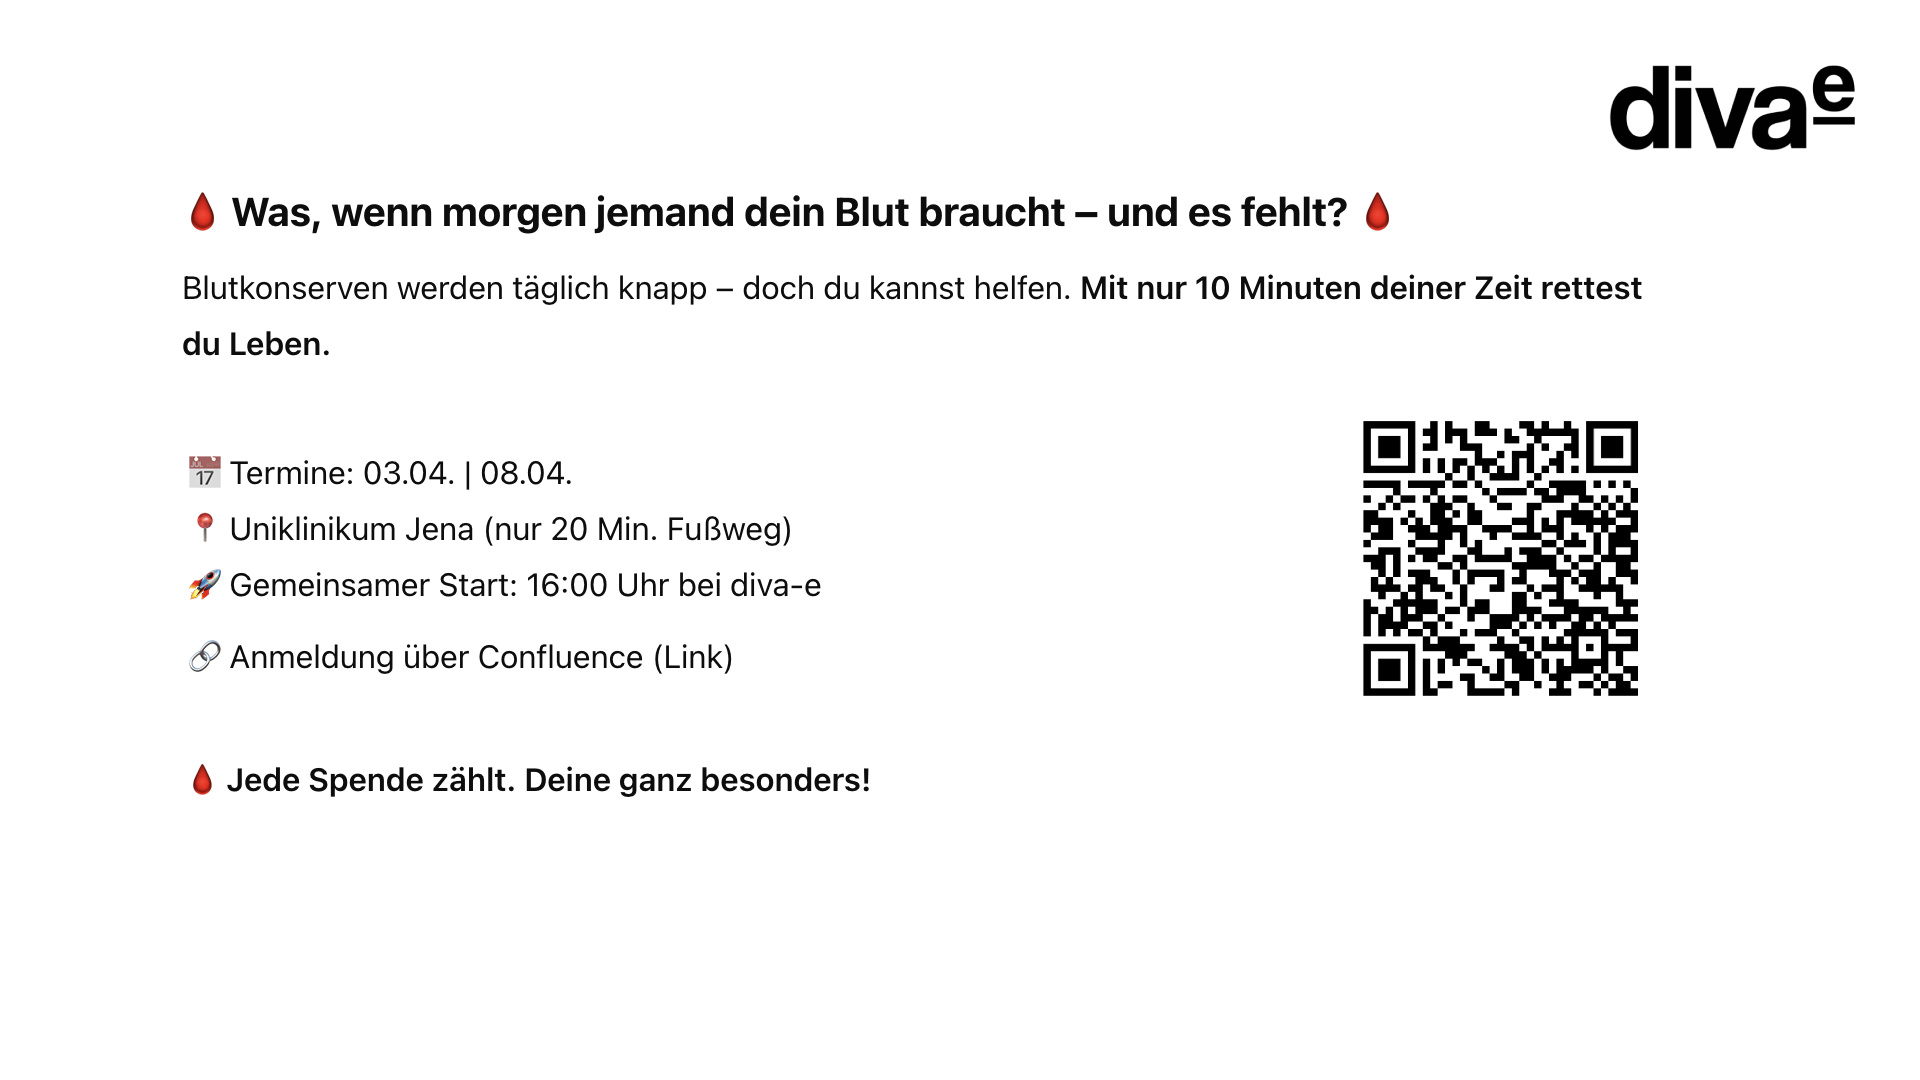 divae
🩸 Was, wenn morgen jemand dein Blut braucht – und es fehlt? 🩸
Blutkonserven werden täglich knapp – doch du kannst helfen. Mit nur 10 Minuten deiner Zeit rettest
du Leben.
📅 Termine: 03.04. | 08.04.
📍 Uniklinikum Jena (nur 20 Min. Fußweg)
🚀 Gemeinsamer Start: 16:00 Uhr bei diva-e
🔗 Anmeldung über Confluence (Link)
🩸 Jede Spende zählt. Deine ganz besonders!